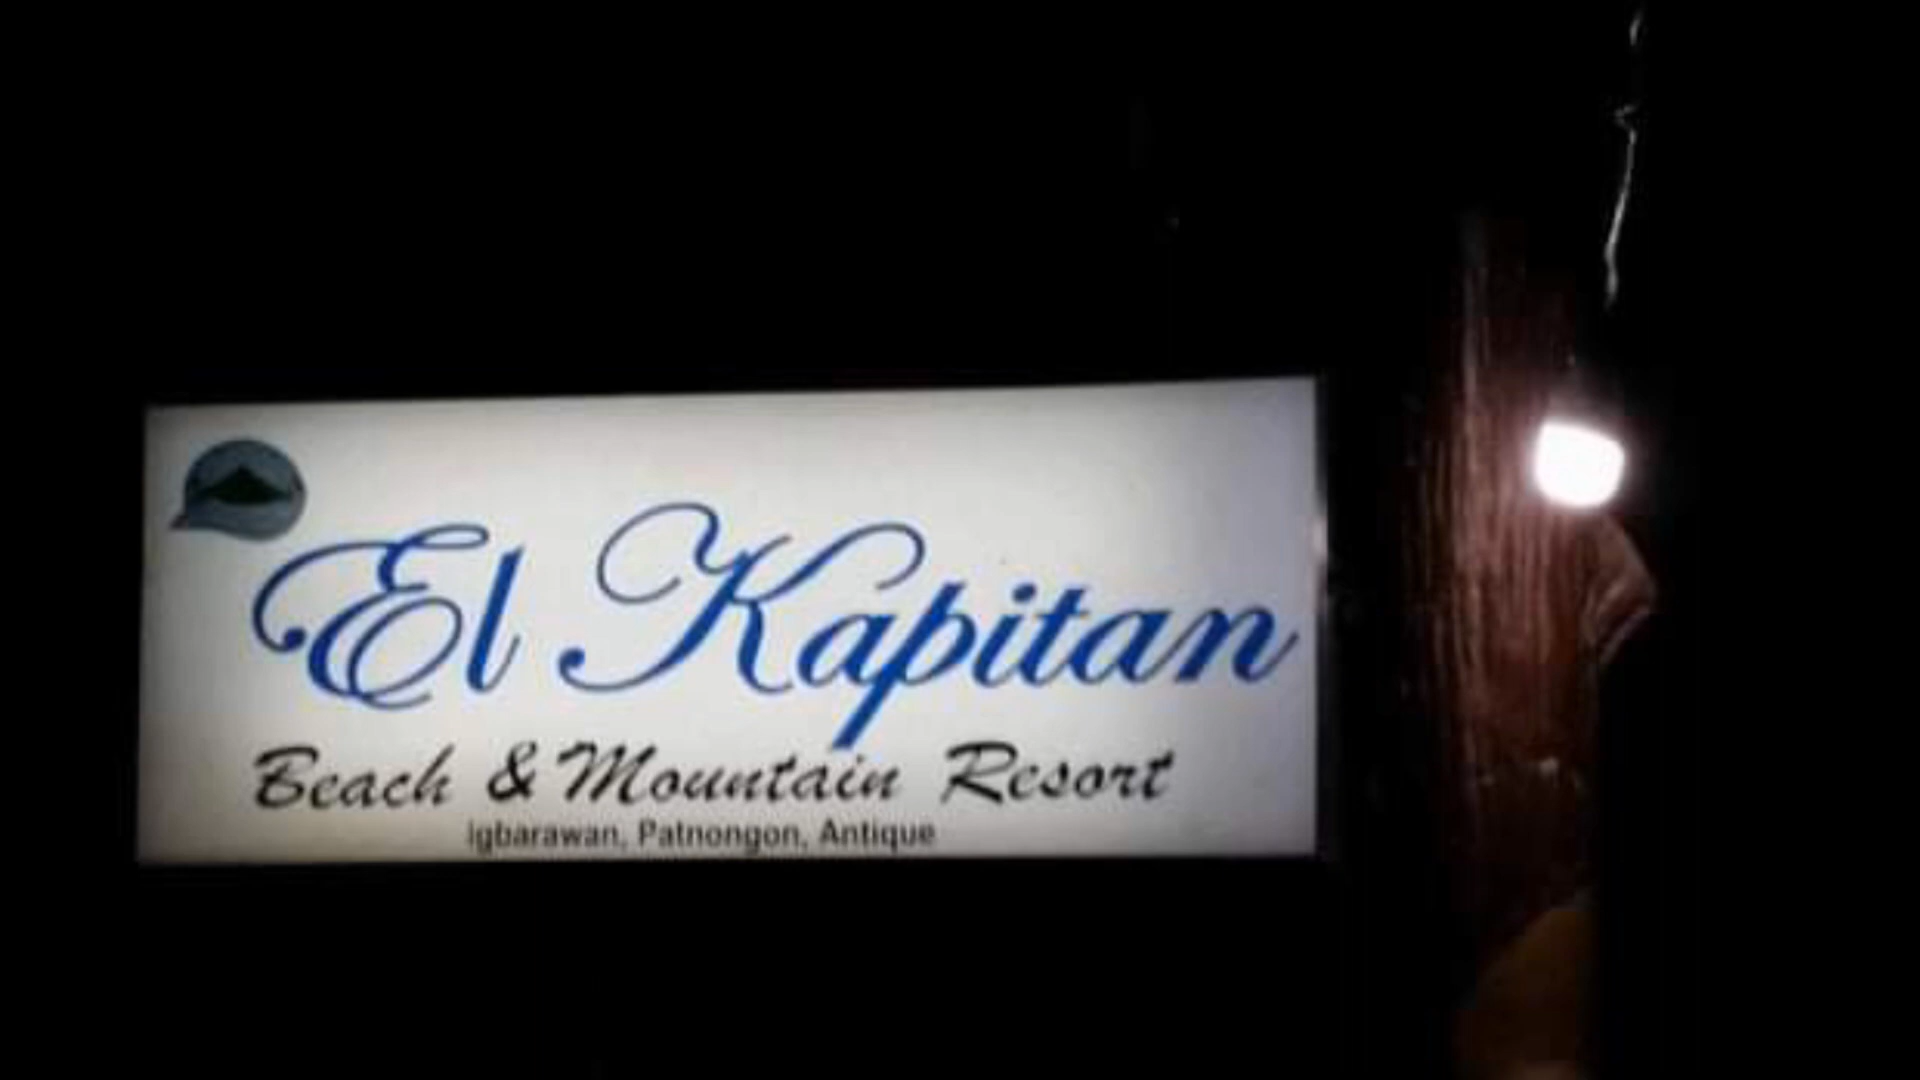 El Kapitan
Beach & Mountain Resort
Igbarawan, Patnongon, Antique